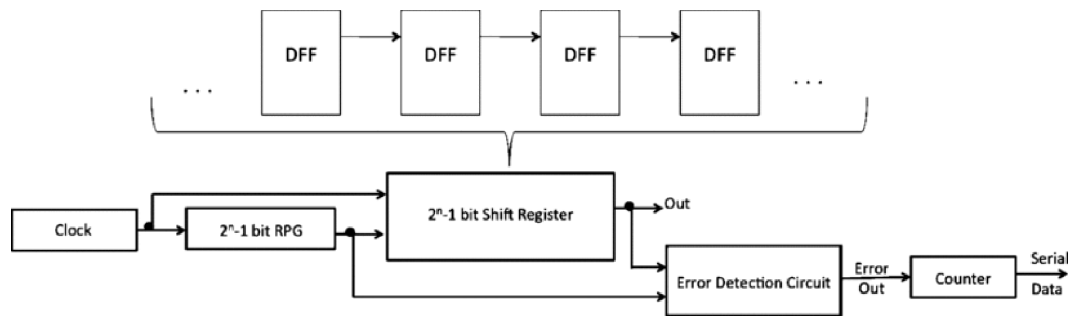 DFF
DFF
DFF
DFF
. . .
. . .
2ⁿ-1 bit Shift Register
Out
Clock
2ⁿ-1 bit RPG
Error Detection Circuit
Error
Out
Counter
Serial
Data